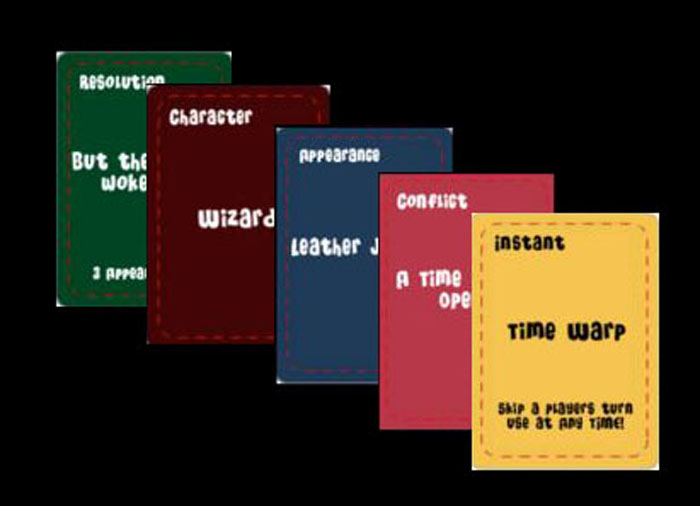 Resolution
But the
woke
3 Appea
Character
Wizard
Appearance
Leather J
Conflict
A Time
Ope
instant
Time Warp
Skip a players turn
use at any Time!